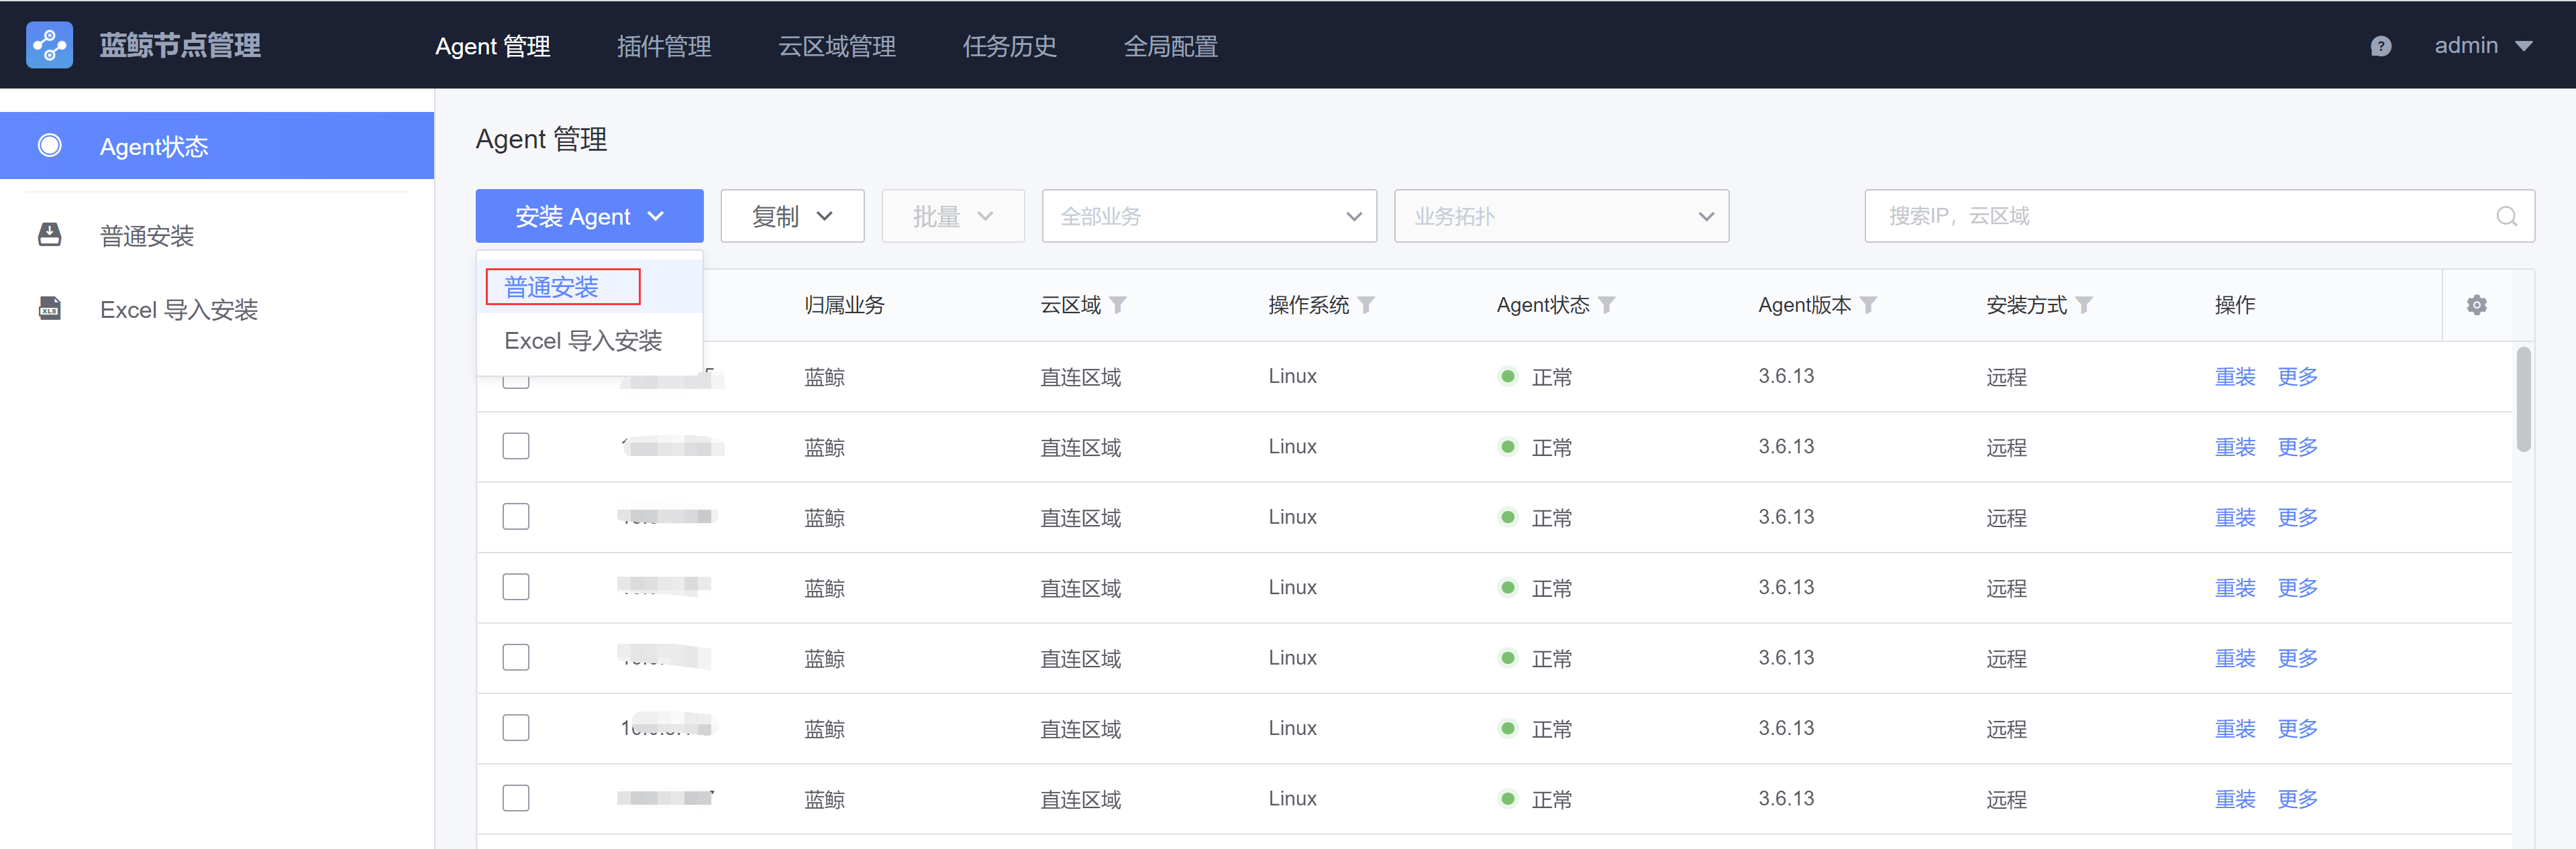 蓝鲸节点管理 Agent 管理 插件管理 云区域管理 任务历史 全局配置 admin
Agent状态
普通安装
Excel 导入安装
Agent 管理
安装 Agent 复制 批量 全部业务 业务拓扑 搜索IP，云区域
普通安装
Excel 导入安装
归属业务 云区域 操作系统 Agent状态 Agent版本 安装方式 操作
蓝鲸 直连区域 Linux 正常 3.6.13 远程 重装 更多
蓝鲸 直连区域 Linux 正常 3.6.13 远程 重装 更多
蓝鲸 直连区域 Linux 正常 3.6.13 远程 重装 更多
蓝鲸 直连区域 Linux 正常 3.6.13 远程 重装 更多
蓝鲸 直连区域 Linux 正常 3.6.13 远程 重装 更多
蓝鲸 直连区域 Linux 正常 3.6.13 远程 重装 更多
蓝鲸 直连区域 Linux 正常 3.6.13 远程 重装 更多